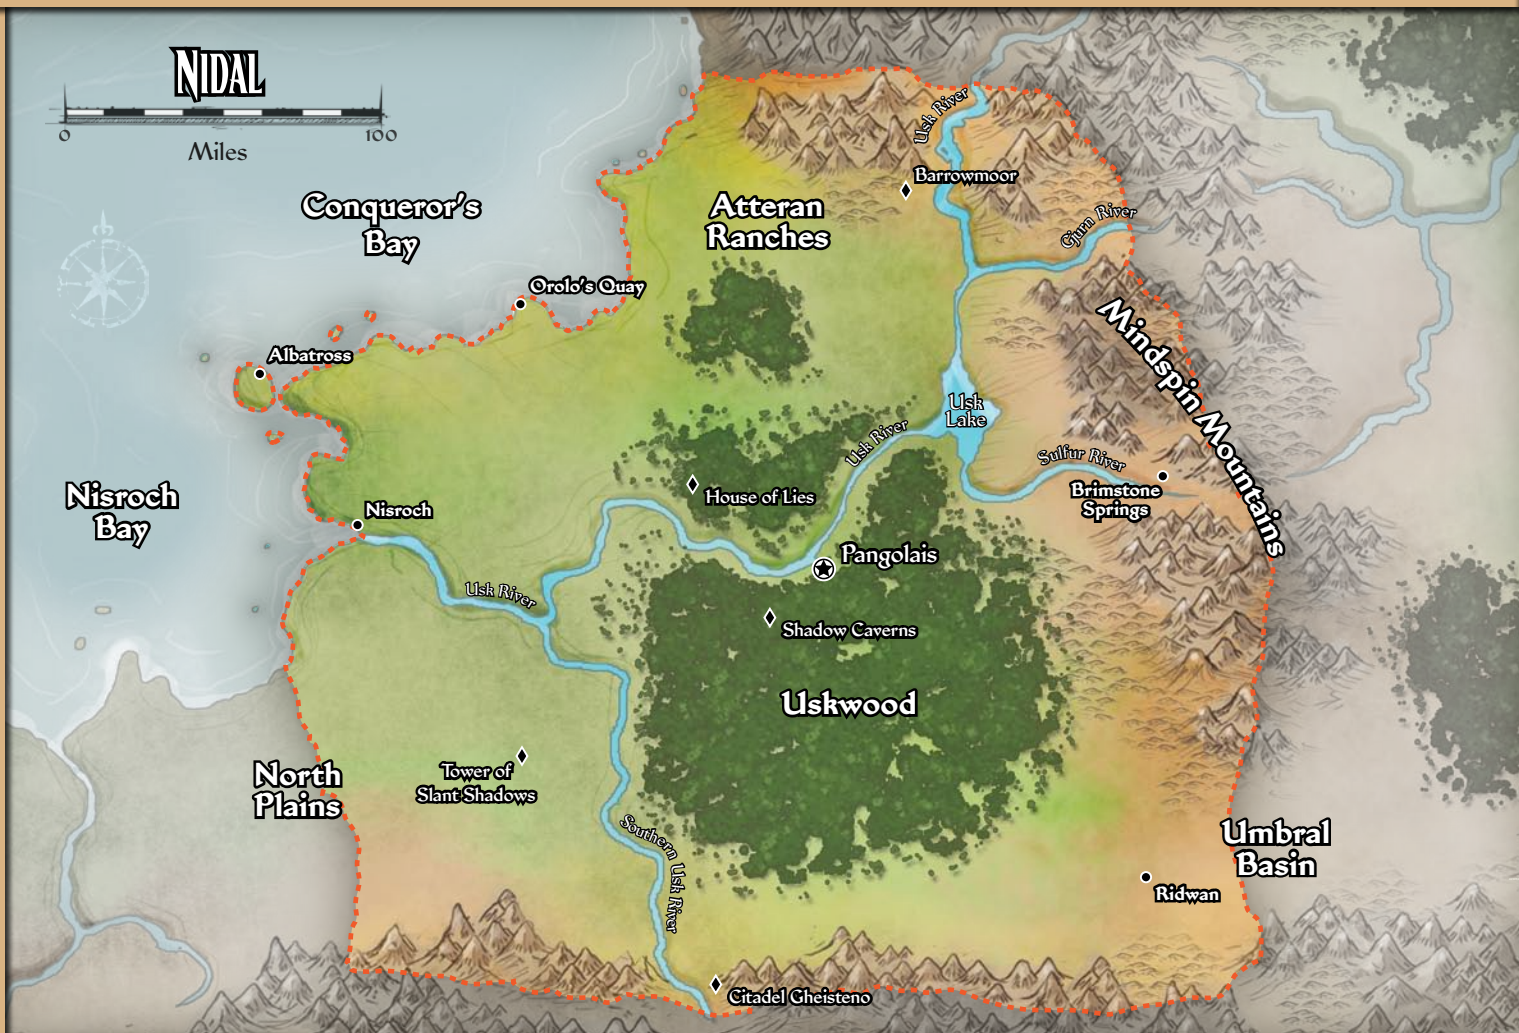 NIDAL
0 100
Miles
Conqueror's
Bay
Usk River
Barrowmoor
Atteran
Ranches
Gjurn River
Orolo's Quay
Mindspin Mountains
Albatross
Usk
Lake
Usk River
Sulfur River
House of Lies
Brimstone
Springs
Nisroch
Bay
Nisroch
Pangolais
Usk River
Shadow Caverns
Uskwood
North
Plains
Tower of
Slant Shadows
Southern Usk River
Umbral
Basin
Ridwan
Citadel Gheisteno